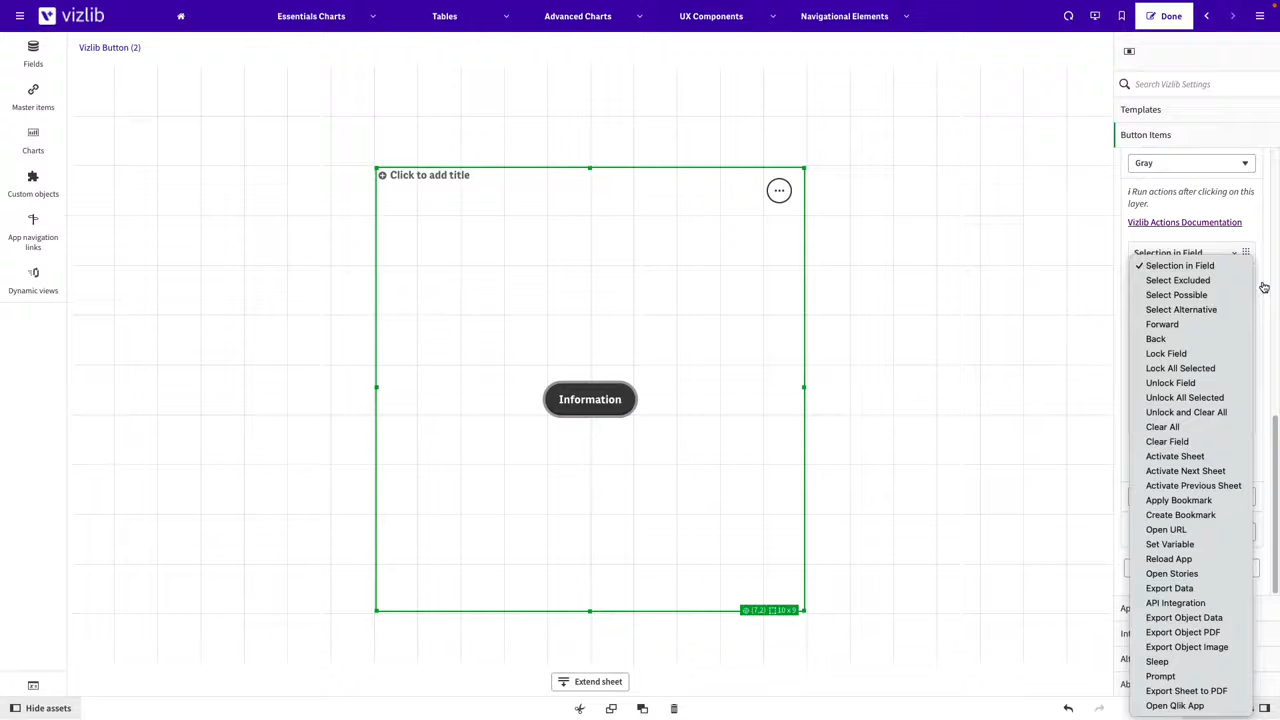 vizlib
Essentials Charts
Tables
Advanced Charts
UX Components
Navigational Elements
Done
Vizlib Button (2)
Fields
Master items
Charts
Custom objects
App navigation
links
Dynamic views
Click to add title
Information
(7,2) 10 x 9
Extend sheet
Hide assets
Search Vizlib Settings
Templates
Button Items
Gray
i Run actions after clicking on this
layer.
Vizlib Actions Documentation
Selection in Field
✓ Selection in Field
Select Excluded
Select Possible
Select Alternative
Forward
Back
Lock Field
Lock All Selected
Unlock Field
Unlock All Selected
Unlock and Clear All
Clear All
Clear Field
Activate Sheet
Activate Next Sheet
Activate Previous Sheet
Apply Bookmark
Create Bookmark
Open URL
Set Variable
Reload App
Open Stories
Export Data
API Integration
Export Object Data
Export Object PDF
Export Object Image
Sleep
Prompt
Export Sheet to PDF
Open Qlik App